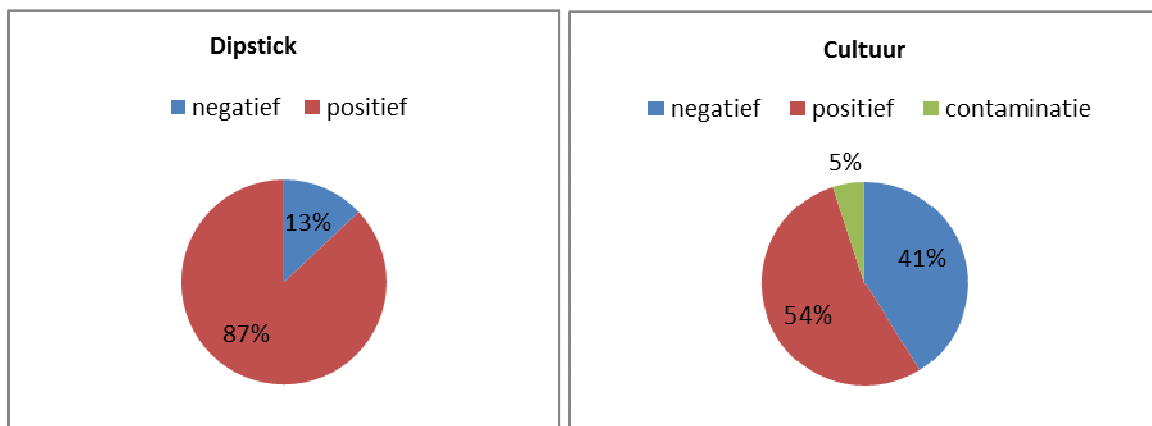 Dipstick
negatief positief
13%
87%
Cultuur
negatief positief contaminatie
5%
41%
54%